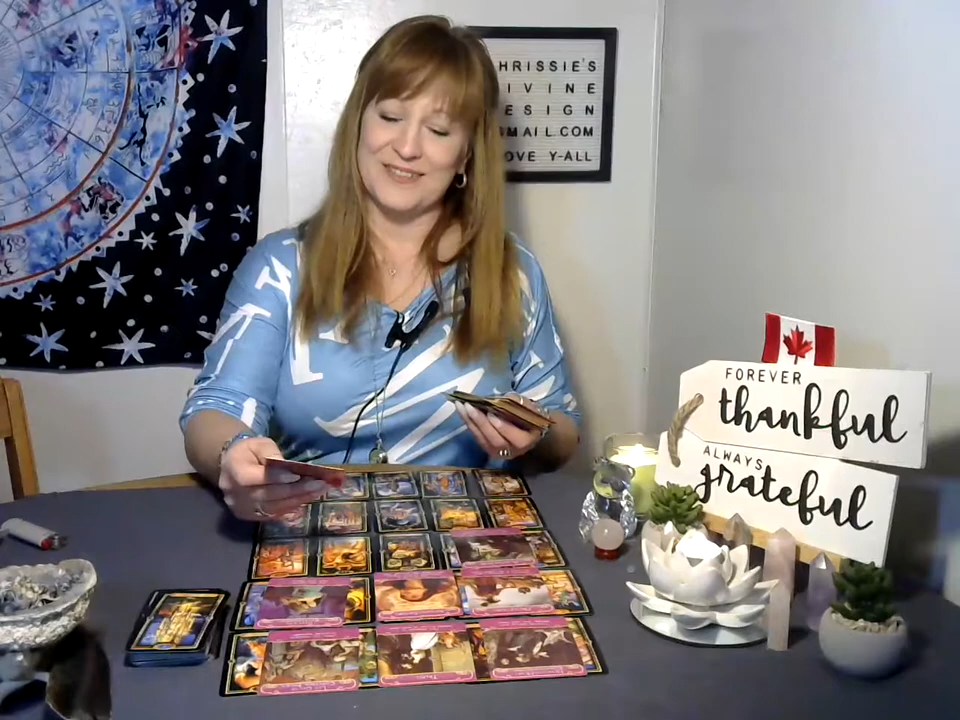 HRISSIE'S
IVINE
ESIGN
MAIL.COM
OVE Y-ALL
FOREVER
thankful
ALWAYS
grateful